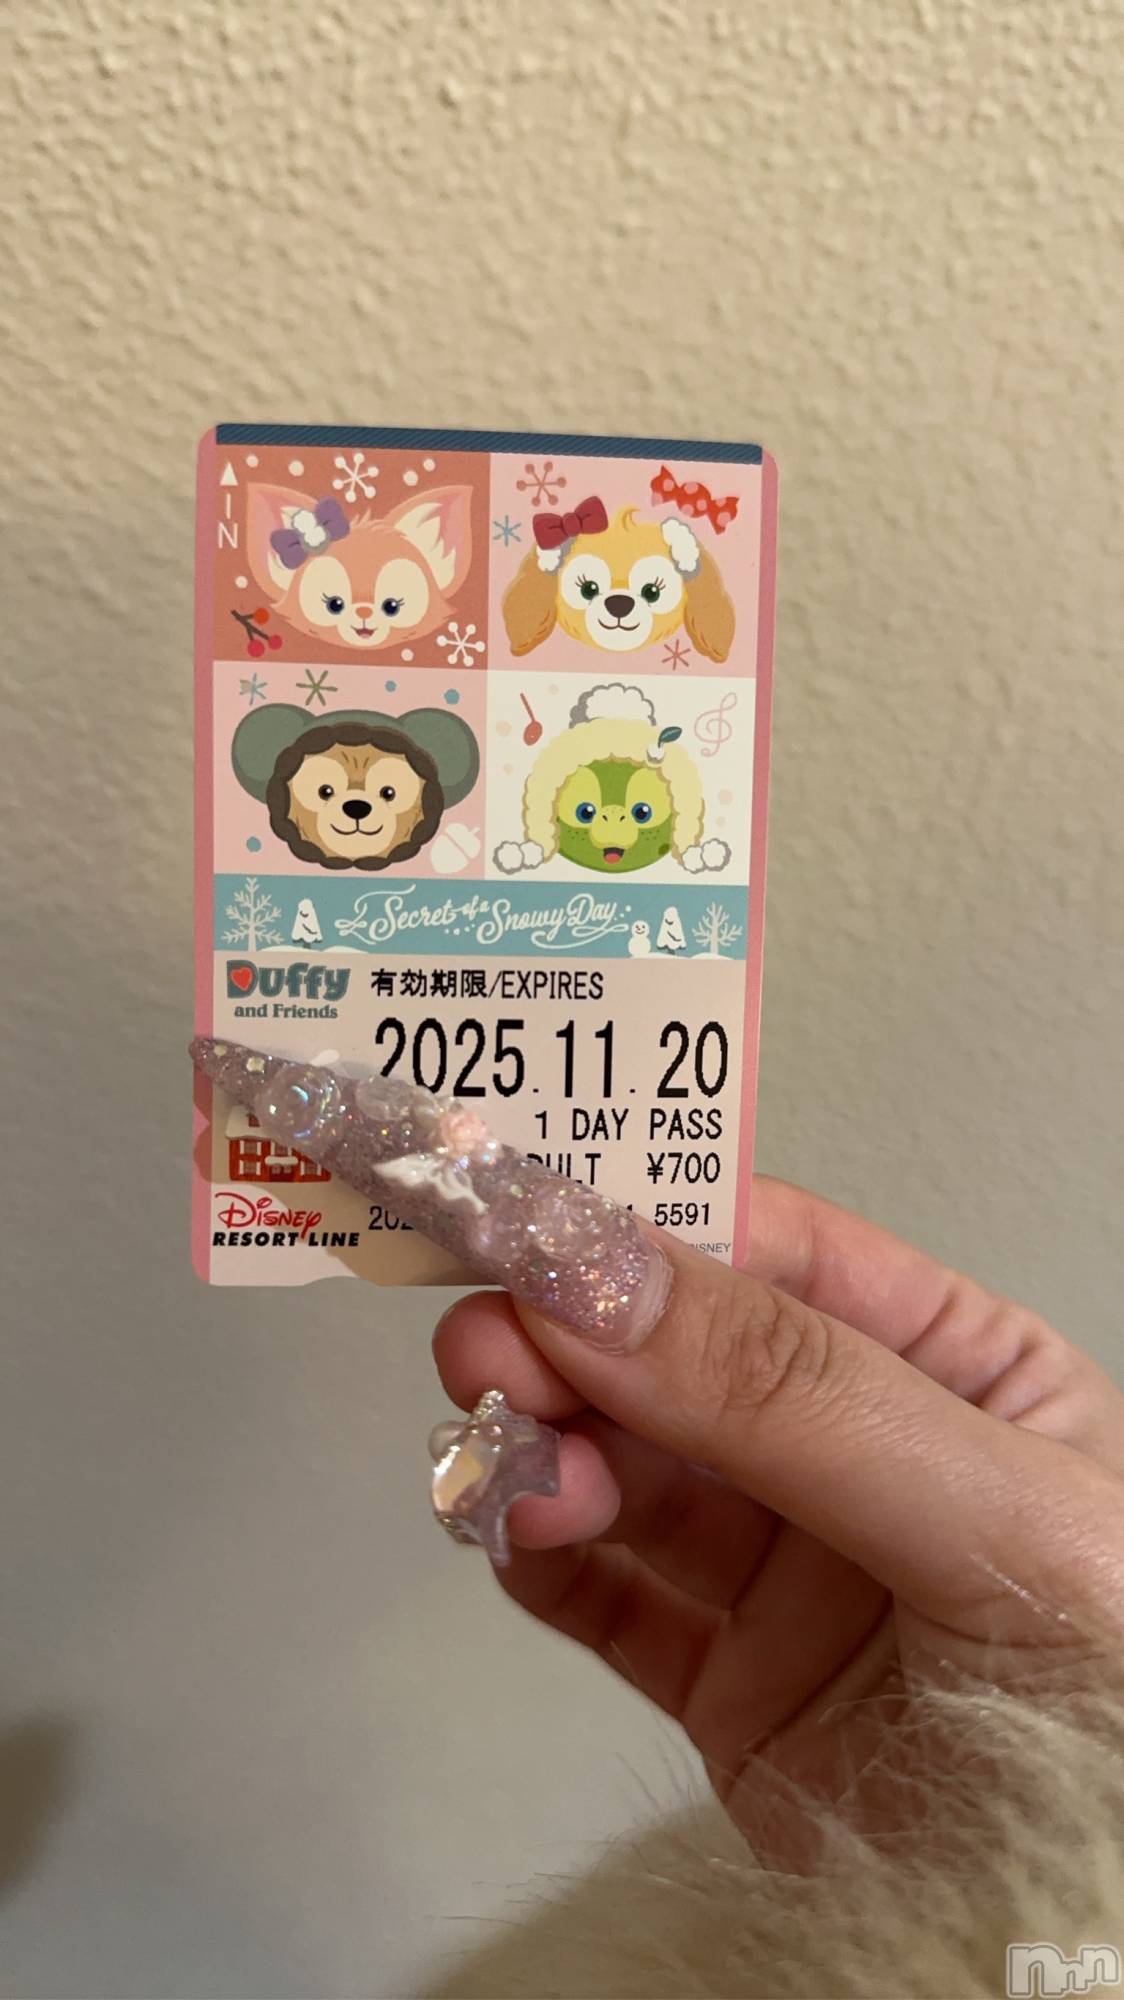 IN
Secret of a Snowy Day
Duffy
and Friends
有効期限/EXPIRES
2025.11.20
1 DAY PASS
¥700
5591
Disney
RESORT LINE
nnn